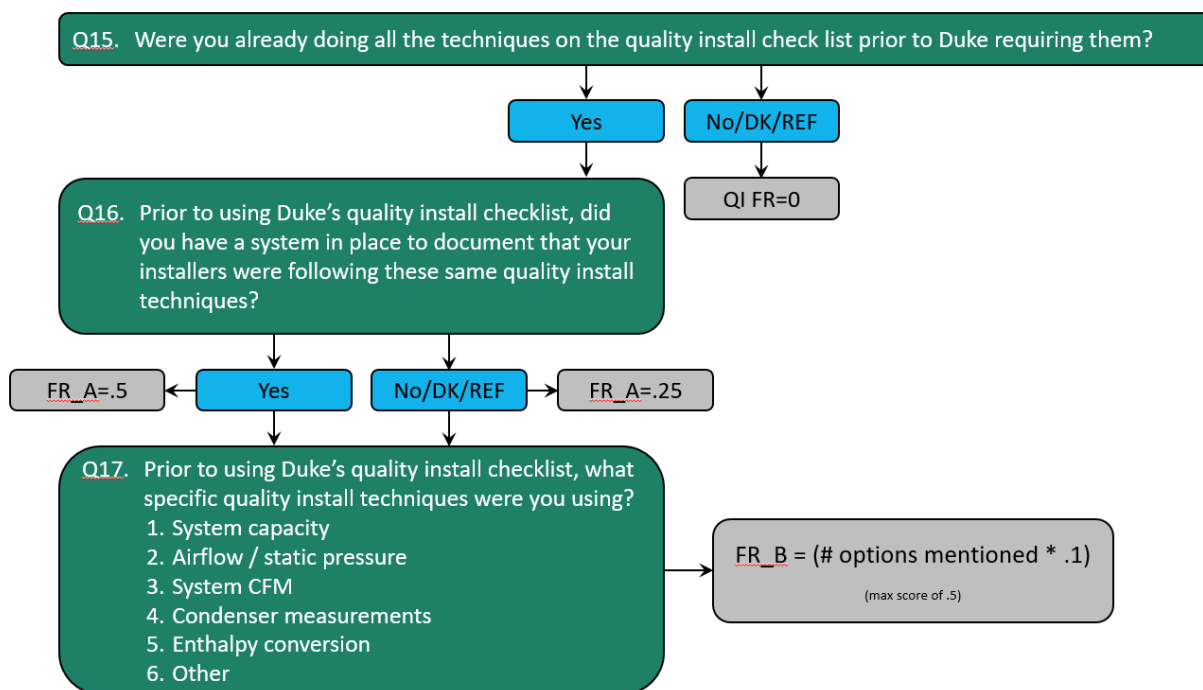 Q15. Were you already doing all the techniques on the quality install check list prior to Duke requiring them?
Yes
No/DK/REF
QI FR=0
Q16. Prior to using Duke's quality install checklist, did
you have a system in place to document that your
installers were following these same quality install
techniques?
FR_A=.5
Yes
No/DK/REF
FR_A=.25
Q17. Prior to using Duke's quality install checklist, what
specific quality install techniques were you using?
1. System capacity
2. Airflow / static pressure
3. System CFM
4. Condenser measurements
5. Enthalpy conversion
6. Other
FR_B = (# options mentioned * .1)
(max score of .5)